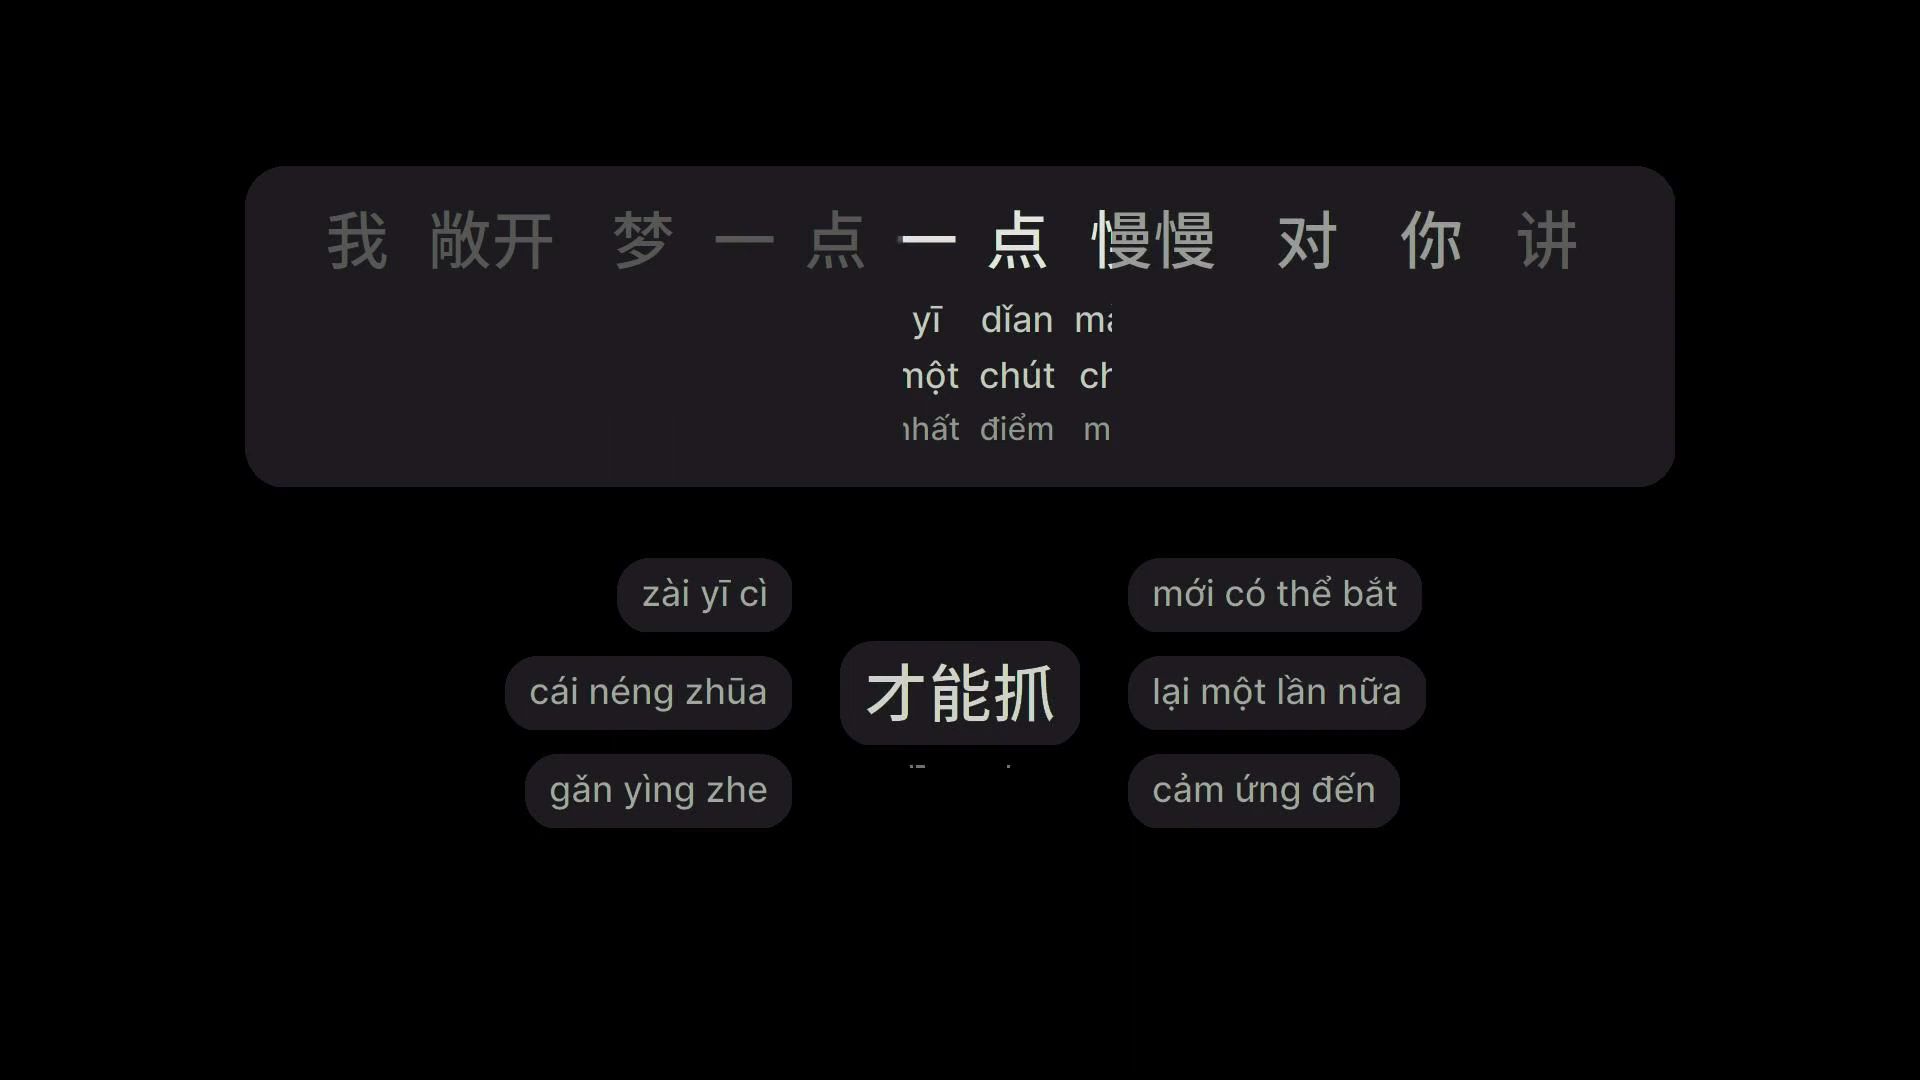 我 敞开 梦 一 点 一 点 慢慢 对 你 讲
yī dǐan
một chút
nhất điểm
zài yī cì
mới có thể bắt
cái néng zhūa
才能抓
lại một lần nữa
gǎn yìng zhe
cảm ứng đến